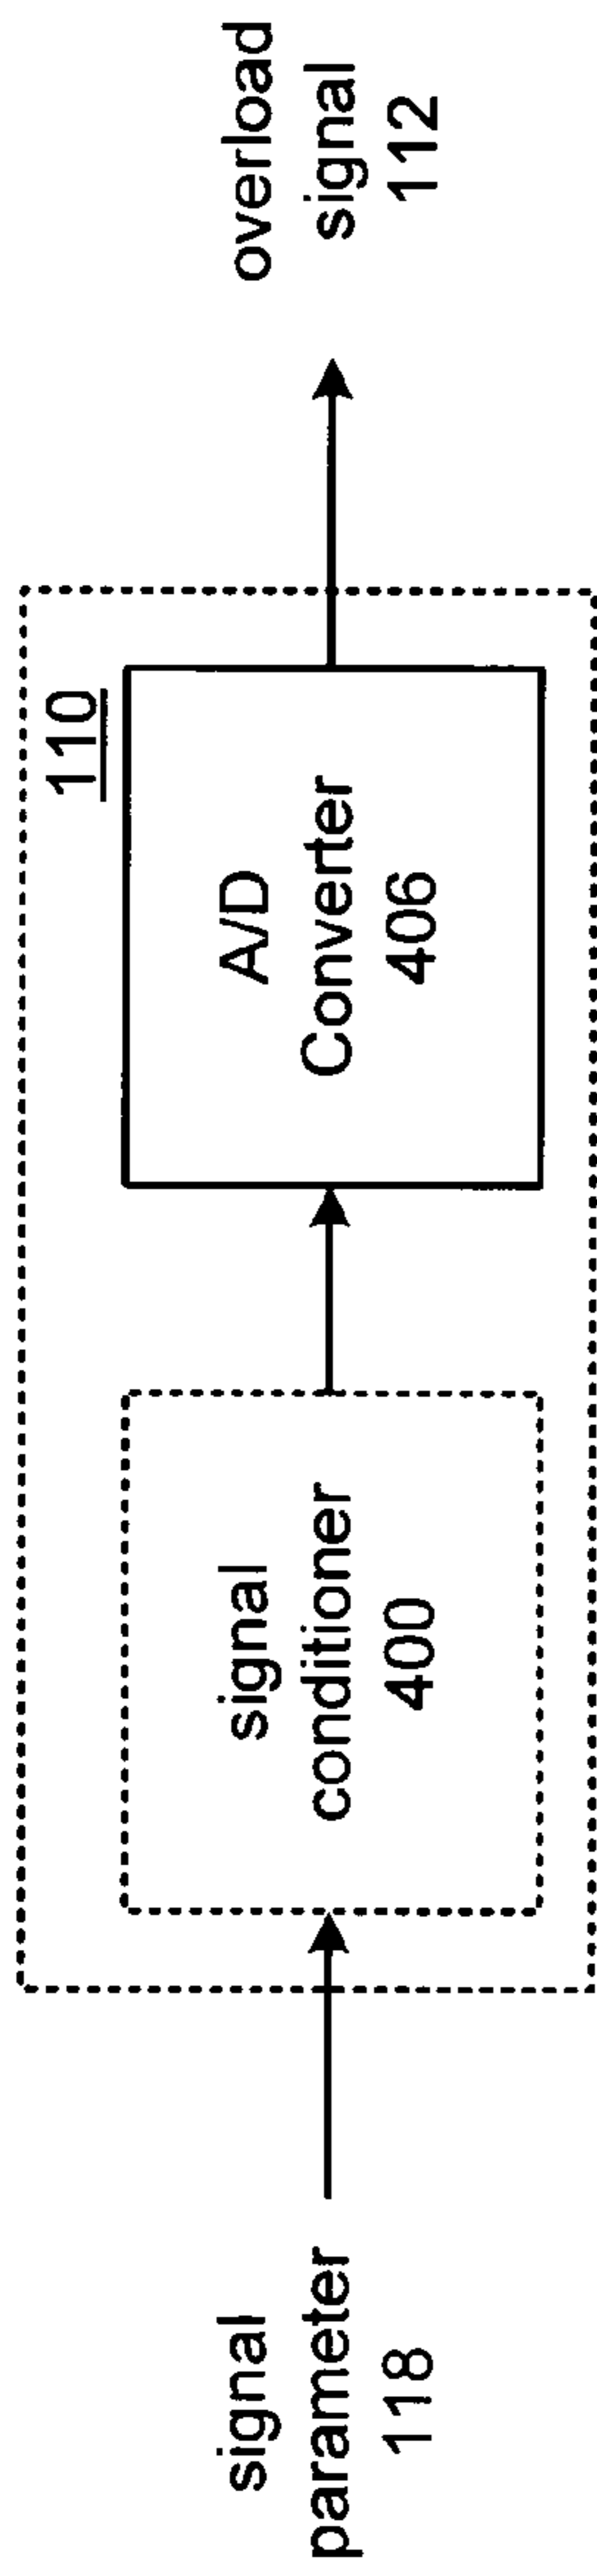 signal
parameter
118
signal
conditioner
400
A/D
Converter
406
110
overload
signal
112